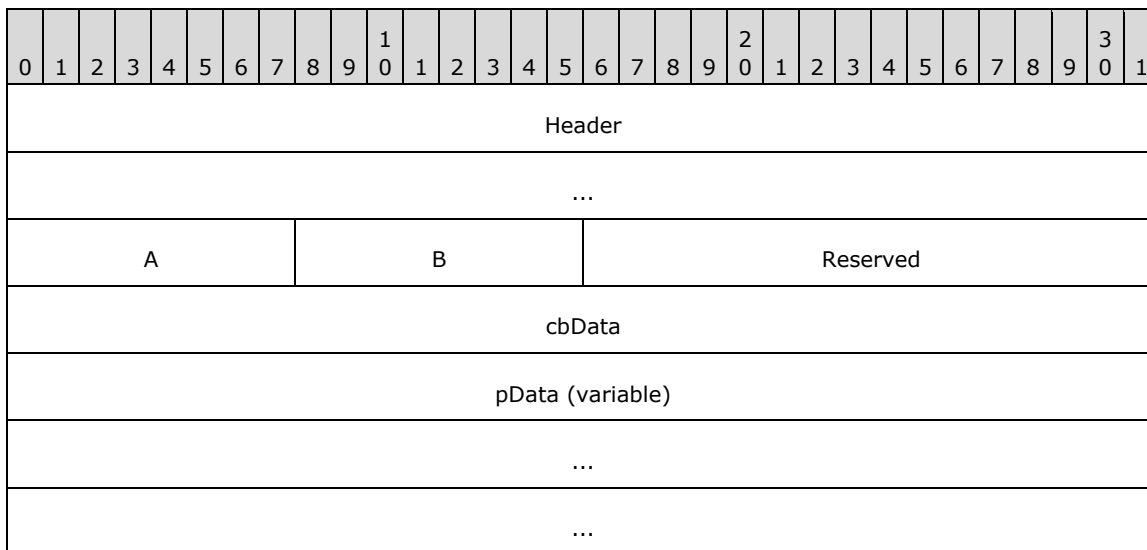 1 2 3
0 1 2 3 4 5 6 7 8 9 0 1 2 3 4 5 6 7 8 9 0 1 2 3 4 5 6 7 8 9 0 1
Header
...
A B Reserved
cbData
pData (variable)
...
...